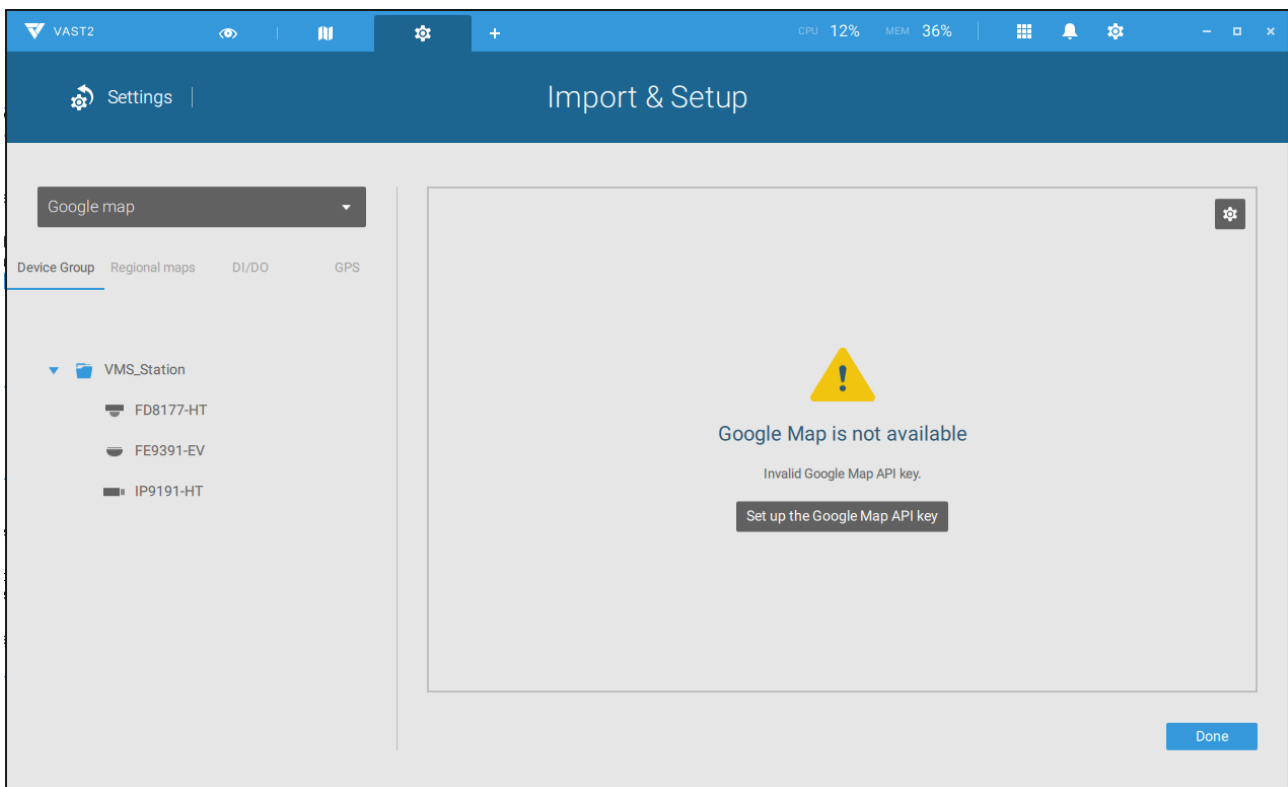 VAST2
CPU 12% MEM 36%
Settings
Import & Setup
Google map
Device Group Regional maps DI/DO GPS
VMS_Station
FD8177-HT
FE9391-EV
IP9191-HT
Google Map is not available
Invalid Google Map API key.
Set up the Google Map API key
Done